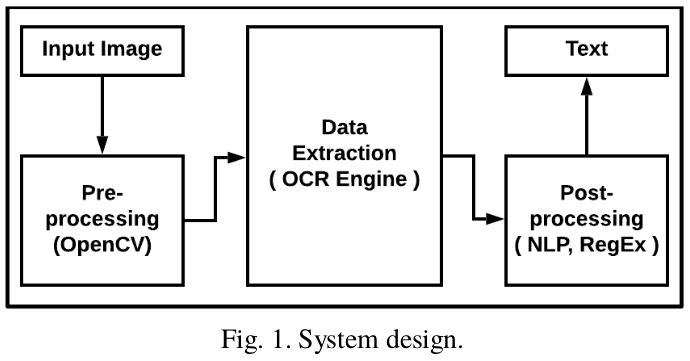 Input Image
Pre-
processing
(OpenCV)
Data
Extraction
( OCR Engine )
Text
Post-
processing
( NLP, RegEx )
Fig. 1. System design.